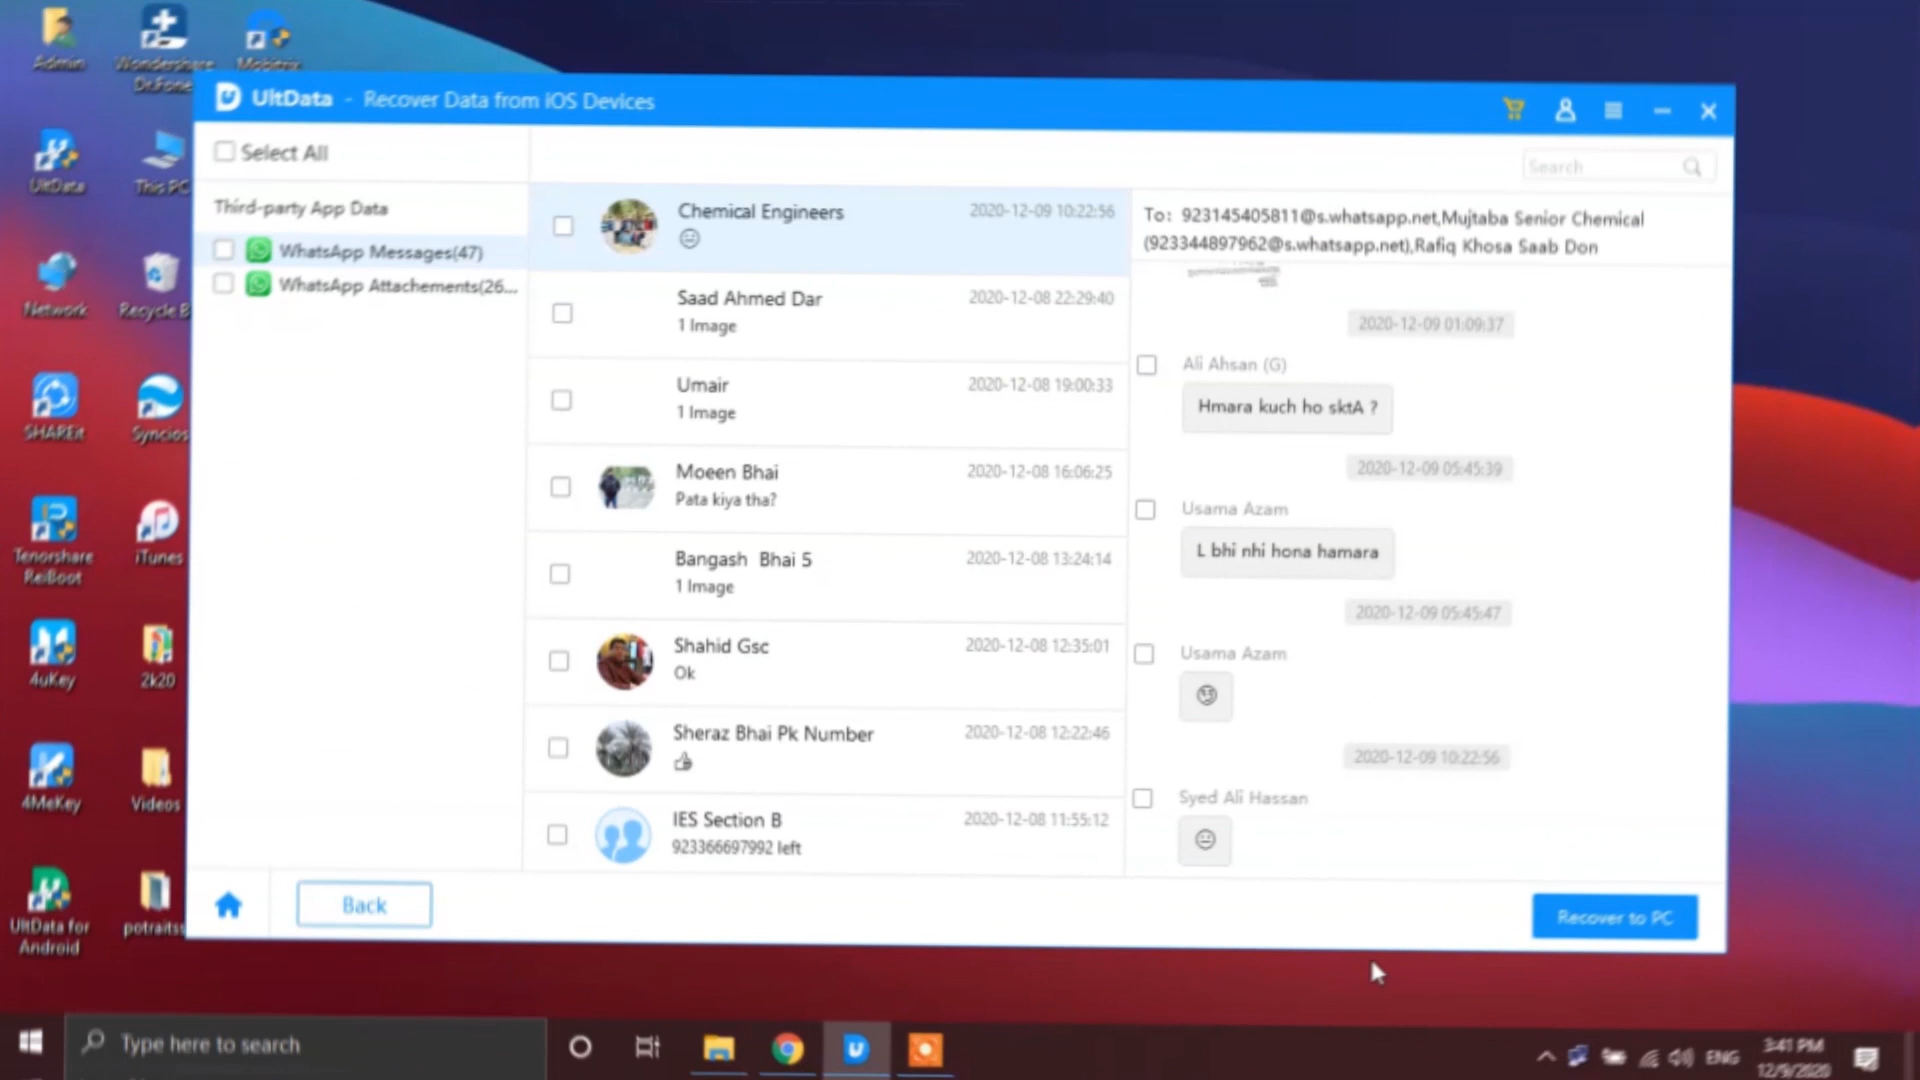 Admin
Wondershare
Dr.Fone
Mobitrix
UltData
This PC
Network
Recycle B
SHAREit
Syncios
Tenorshare
ReiBoot
iTunes
4uKey
2k20
4MeKey
Videos
UltData for
Android
potraits
UltData - Recover Data from iOS Devices
Select All
Search
Third-party App Data
WhatsApp Messages(47)
WhatsApp Attachements(26...
Chemical Engineers 2020-12-09 10:22:56
Saad Ahmed Dar 2020-12-08 22:29:40
1 Image
Umair 2020-12-08 19:00:33
1 Image
Moeen Bhai 2020-12-08 16:06:25
Pata kiya tha?
Bangash Bhai 5 2020-12-08 13:24:14
1 Image
Shahid Gsc 2020-12-08 12:35:01
Ok
Sheraz Bhai Pk Number 2020-12-08 12:22:46
IES Section B 2020-12-08 11:55:12
923366697992 left
To: 923145405811@s.whatsapp.net,Mujtaba Senior Chemical
(923344897962@s.whatsapp.net),Rafiq Khosa Saab Don
2020-12-09 01:09:37
Ali Ahsan (G)
Hmara kuch ho sktA ?
2020-12-09 05:45:39
Usama Azam
L bhi nhi hona hamara
2020-12-09 05:45:47
Usama Azam
2020-12-09 10:22:56
Syed Ali Hassan
Back
Recover to PC
Type here to search
ENG
3:41 PM
12/9/2020